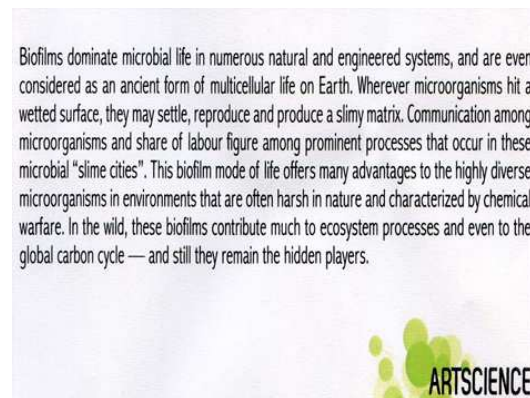 Biofilms dominate microbial life in numerous natural and engineered systems, and are even
considered as an ancient form of multicellular life on Earth. Wherever microorganisms hit a
wetted surface, they may settle, reproduce and produce a slimy matrix. Communication among
microorganisms and share of labour figure among prominent processes that occur in these
microbial “slime cities”. This biofilm mode of life offers many advantages to the highly diverse
microorganisms in environments that are often harsh in nature and characterized by chemical
warfare. In the wild, these biofilms contribute much to ecosystem processes and even to the
global carbon cycle — and still they remain the hidden players.
ARTSCIENCE